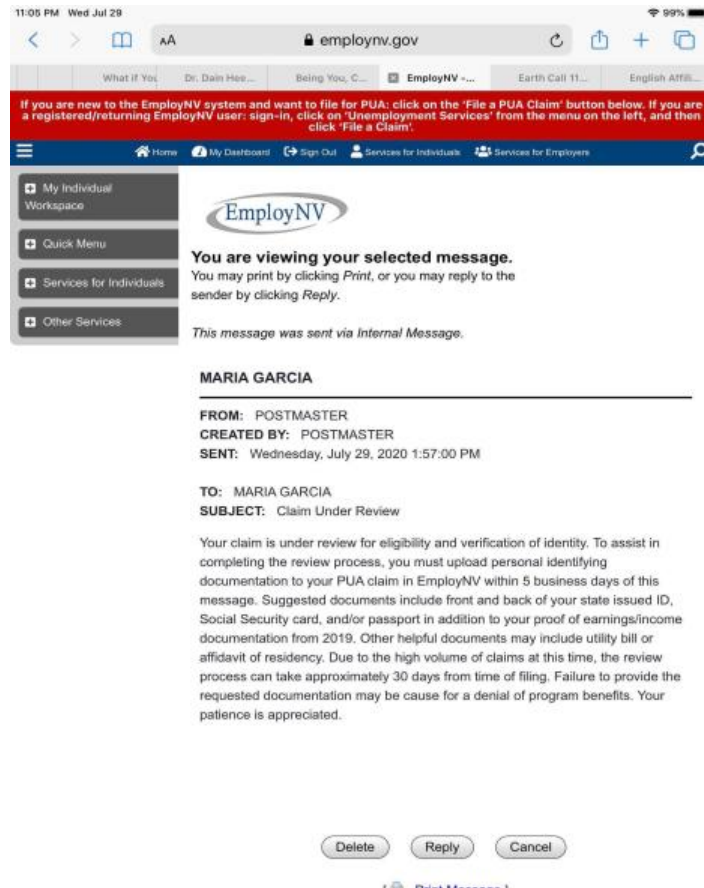 11:05 PM Wed Jul 29 99%
AA employnv.gov
What if You Dr. Dain Hee... Being You, C... EmployNV -... Earth Call 11... English Affili...
If you are new to the EmployNV system and want to file for PUA: click on the 'File a PUA Claim' button below. If you are
a registered/returning EmployNV user: sign-in, click on 'Unemployment Services' from the menu on the left, and then
click 'File a Claim'.
Home My Dashboard Sign Out Services for Individuals Services for Employers
My Individual
Workspace
Quick Menu
Services for Individuals
Other Services
EmployNV
You are viewing your selected message.
You may print by clicking Print, or you may reply to the
sender by clicking Reply.
This message was sent via Internal Message.
MARIA GARCIA
FROM: POSTMASTER
CREATED BY: POSTMASTER
SENT: Wednesday, July 29, 2020 1:57:00 PM
TO: MARIA GARCIA
SUBJECT: Claim Under Review
Your claim is under review for eligibility and verification of identity. To assist in
completing the review process, you must upload personal identifying
documentation to your PUA claim in EmployNV within 5 business days of this
message. Suggested documents include front and back of your state issued ID,
Social Security card, and/or passport in addition to your proof of earnings/income
documentation from 2019. Other helpful documents may include utility bill or
affidavit of residency. Due to the high volume of claims at this time, the review
process can take approximately 30 days from time of filing. Failure to provide the
requested documentation may be cause for a denial of program benefits. Your
patience is appreciated.
Delete Reply Cancel
[ Print Message ]